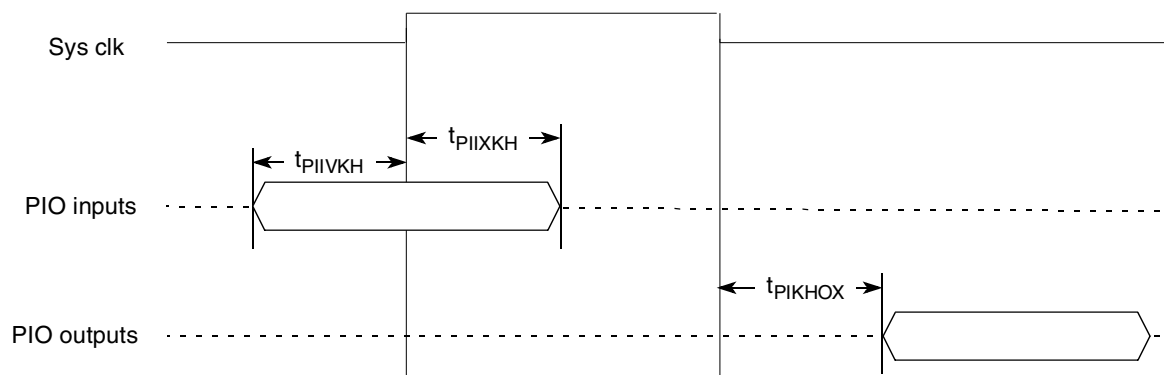 Sys clk
tPIIXKH
tPIIVKH
PIO inputs
tPIKHOX
PIO outputs